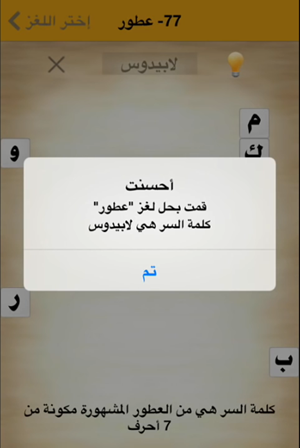 77- عطور
إختر اللغز
لابيدوس
م
ك
و
أحسنت
قمت بحل لغز "عطور"
كلمة السر هي لابيدوس
تم
ر
ب
كلمة السر هي من العطور المشهورة مكونة من
7 أحرف